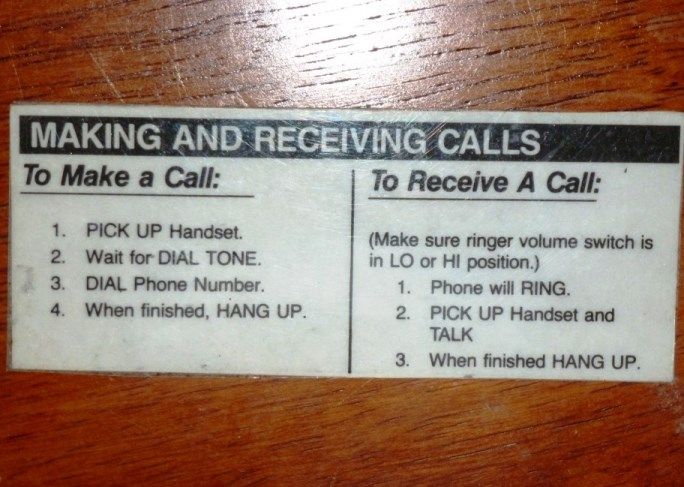 MAKING AND RECEIVING CALLS
To Make a Call:
1. PICK UP Handset.
2. Wait for DIAL TONE.
3. DIAL Phone Number.
4. When finished, HANG UP.
To Receive A Call:
(Make sure ringer volume switch is
in LO or HI position.)
1. Phone will RING.
2. PICK UP Handset and
TALK
3. When finished HANG UP.